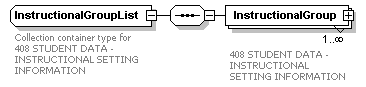 InstructionalGroupList
InstructionalGroup
1..∞
Collection container type for
408 STUDENT DATA -
INSTRUCTIONAL SETTING
INFORMATION
408 STUDENT DATA -
INSTRUCTIONAL
SETTING INFORMATION